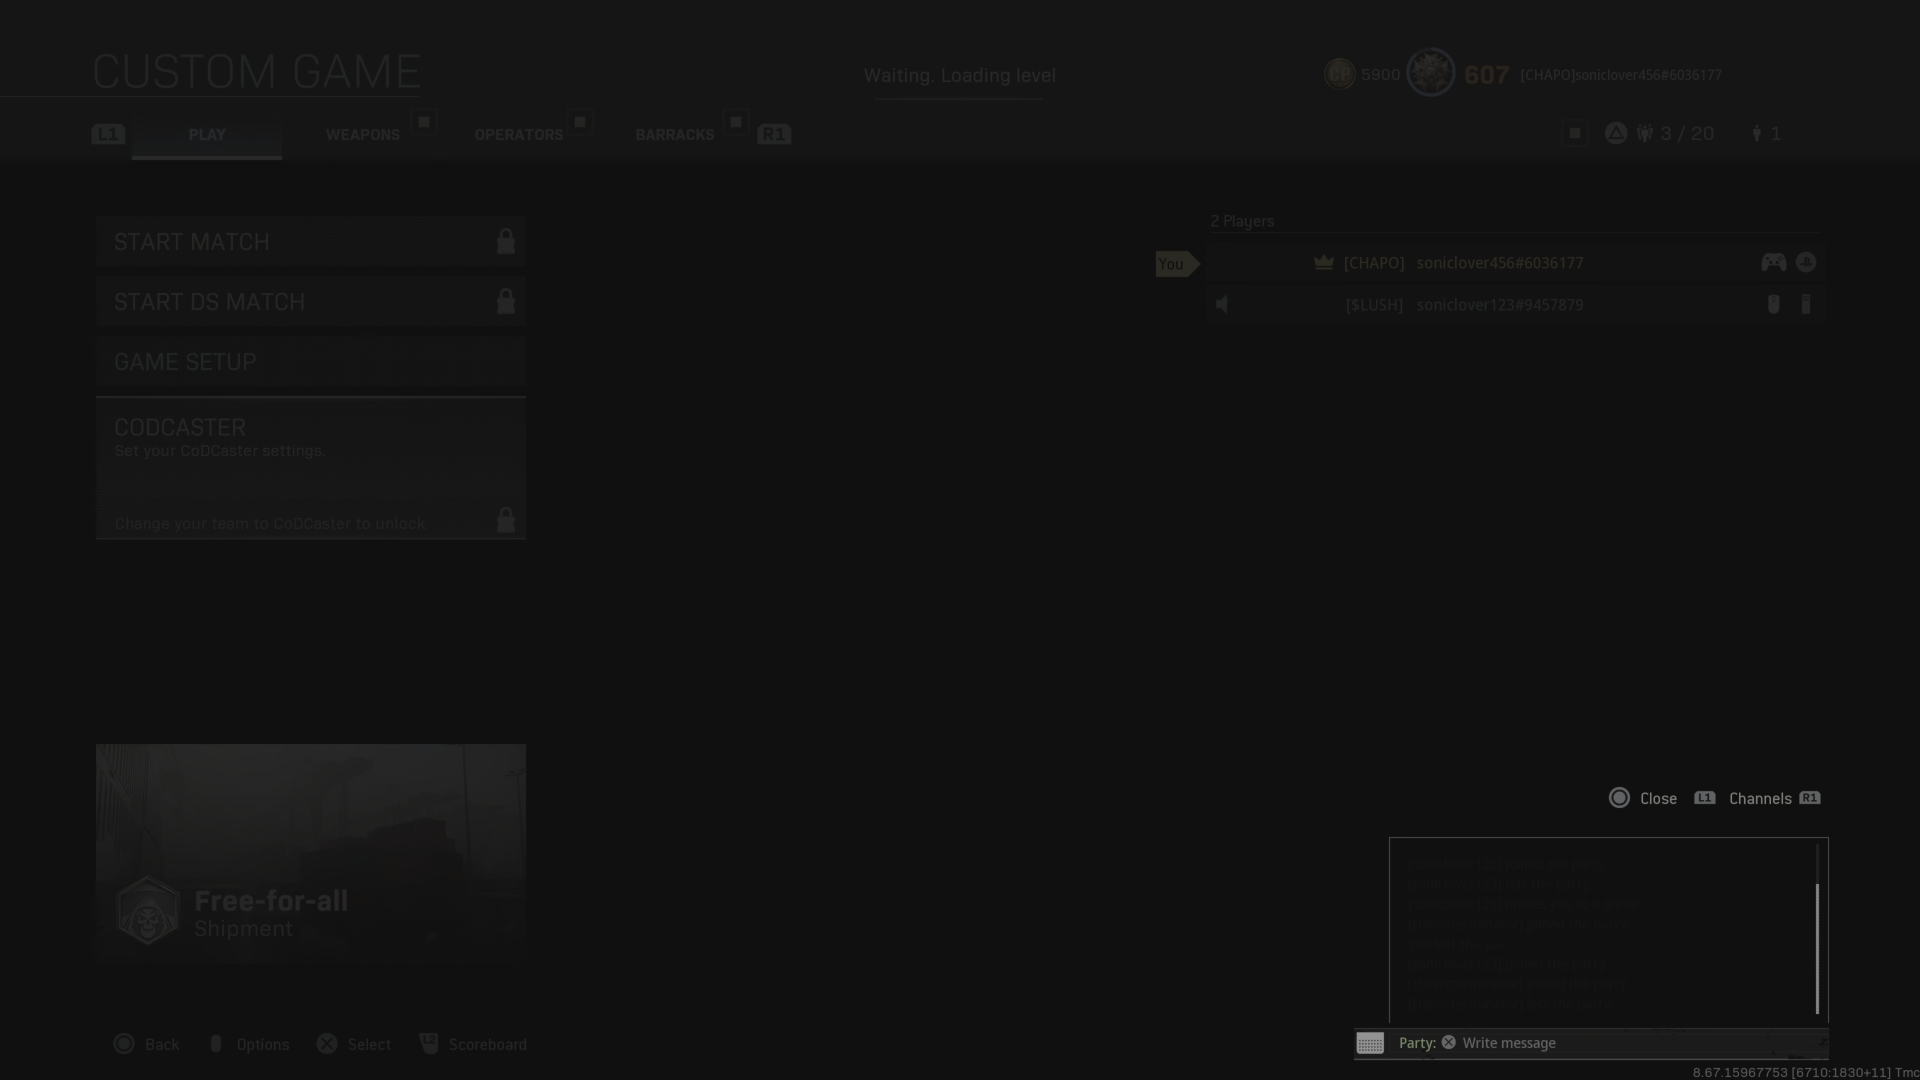 CUSTOM GAME
Waiting. Loading level
CP 5900 607 [CHAPO]soniclover456#6036177
L1 PLAY WEAPONS OPERATORS BARRACKS R1
3 / 20 1
START MATCH
START DS MATCH
GAME SETUP
CODCASTER
Set your CoDCaster settings.
Change your team to CoDCaster to unlock
2 Players
You [CHAPO] soniclover456#6036177
[$LUSH] soniclover123#9457879
Free-for-all
Shipment
Close L1 Channels R1
Party: Write message
Back Options Select Scoreboard
8.67.15967753 [6710:1830+11] Tmc